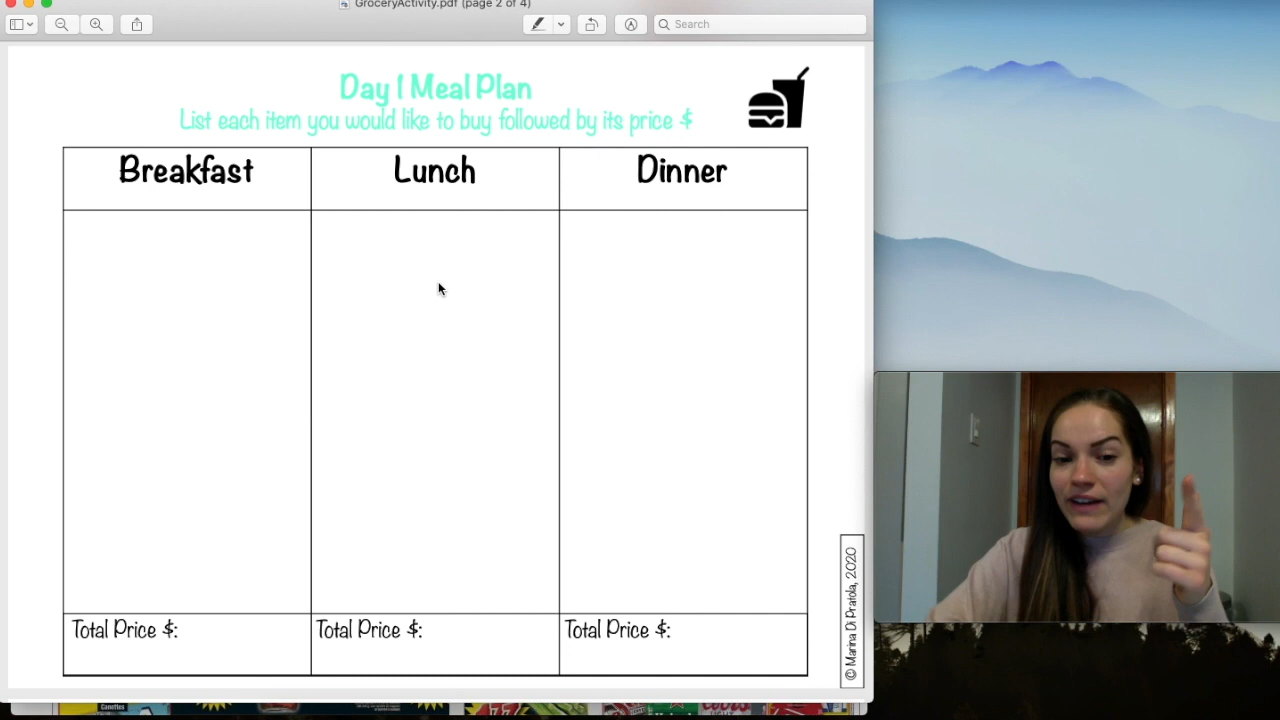 GroceryActivity.pdf (page 2 of 4)
Search
Day 1 Meal Plan
List each item you would like to buy followed by its price $
Breakfast
Lunch
Dinner
Total Price $:
Total Price $:
Total Price $:
© Marina Di Pratola, 2020
Canettes